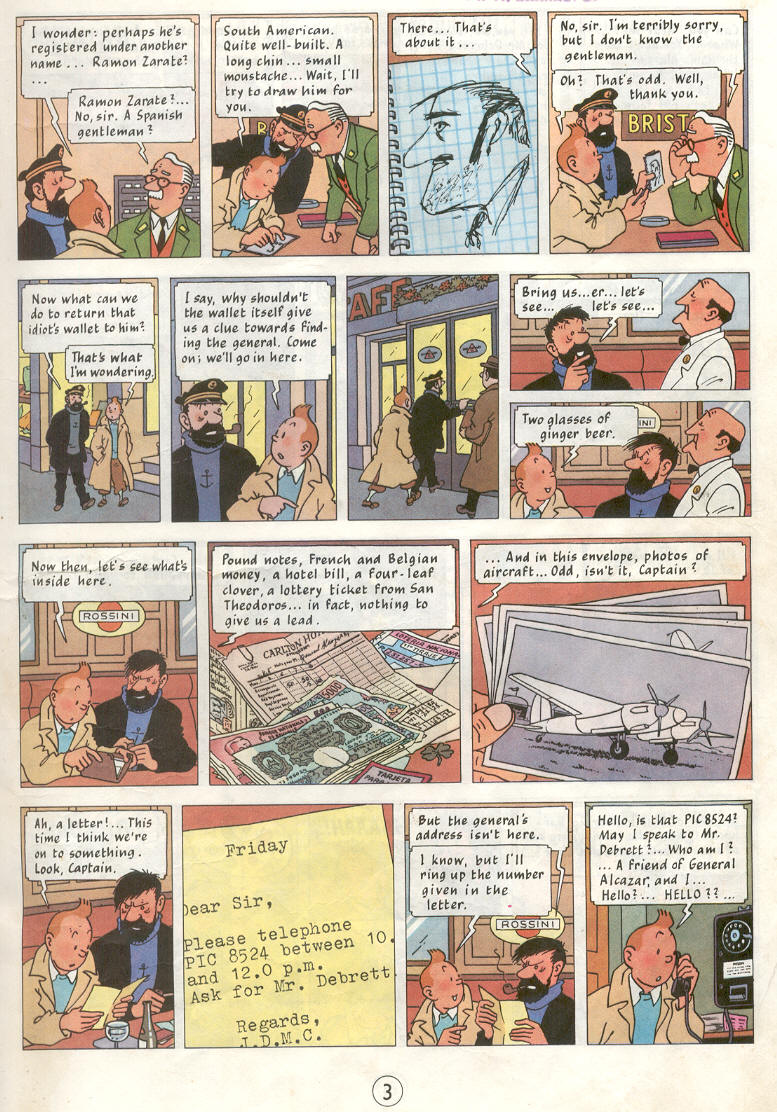 I wonder: perhaps he's
registered under another
name... Ramon Zarate?
...
Ramon Zarate?...
No, sir. A Spanish
gentleman?
South American.
Quite well-built. A
long chin... small
moustache... Wait, I'll
try to draw him for
you.
There... That's
about it...
No, sir. I'm terribly sorry,
but I don't know the
gentleman.
Oh? That's odd. Well,
thank you.
BRIST
Now what can we
do to return that
idiot's wallet to him?
That's what
I'm wondering.
I say, why shouldn't
the wallet itself give
us a clue towards find-
ing the general. Come
on; we'll go in here.
AFF
Bring us...er... let's
see... let's see...
Two glasses of
ginger beer.
INI
Now then, let's see what's
inside here.
ROSSINI
Pound notes, French and Belgian
money, a hotel bill, a four-leaf
clover, a lottery ticket from San
Theodoros... in fact, nothing to
give us a lead.
CARLTON HO
LOTERIA NACIONAL
5000
TARJETA
... And in this envelope, photos of
aircraft... Odd, isn't it, Captain?
Ah, a letter!... This
time I think we're
on to something.
Look, Captain.
Friday
Dear Sir,
Please telephone
PIC 8524 between 10.
and 12.0 p.m.
Ask for Mr. Debrett
Regards,
J.D.M.C.
But the general's
address isn't here.
I know, but I'll
ring up the number
given in the
letter.
ROSSINI
Hello, is that PIC 8524?
May I speak to Mr.
Debrett?... Who am I?
... A friend of General
Alcazar, and I...
Hello?... HELLO??...
3